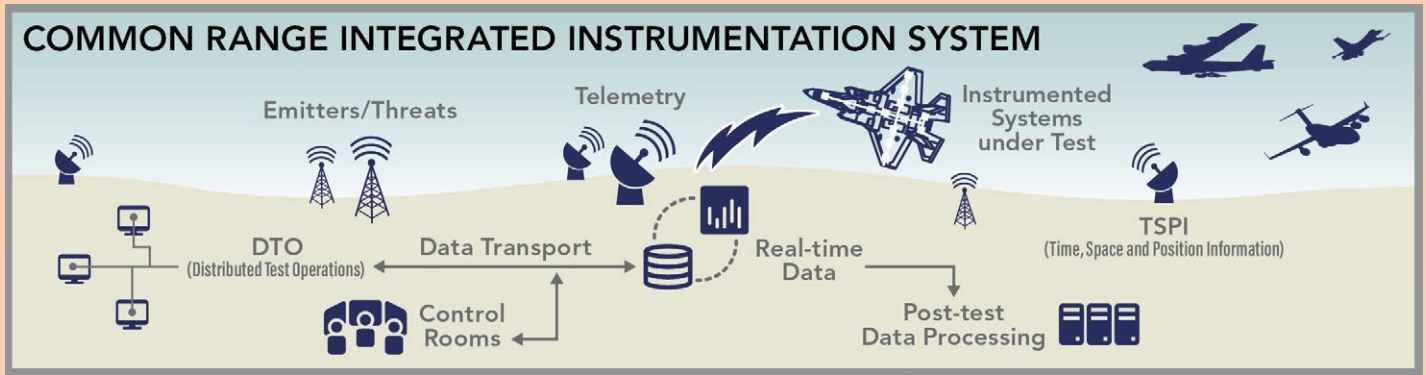 COMMON RANGE INTEGRATED INSTRUMENTATION SYSTEM
Emitters/Threats
Telemetry
Instrumented
Systems
under Test
TSPI
(Time, Space and Position Information)
DTO
(Distributed Test Operations)
Data Transport
Real-time
Data
Control
Rooms
Post-test
Data Processing